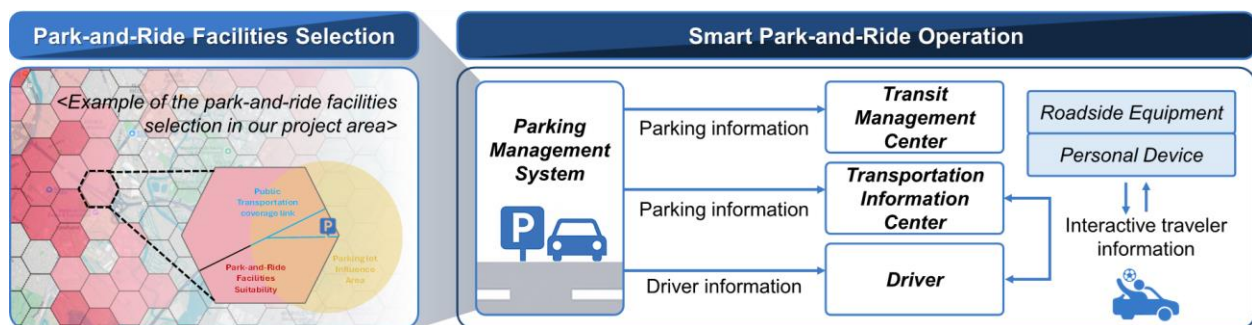 Park-and-Ride Facilities Selection
<Example of the park-and-ride facilities
selection in our project area>
Public
Transportation
coverage link
P
Parking lot
Influence
Area
Park-and-Ride
Facilities
Suitability
Smart Park-and-Ride Operation
Parking
Management
System
P
Parking information
Parking information
Driver information
Transit
Management
Center
Transportation
Information
Center
Driver
Roadside Equipment
Personal Device
Interactive traveler
information